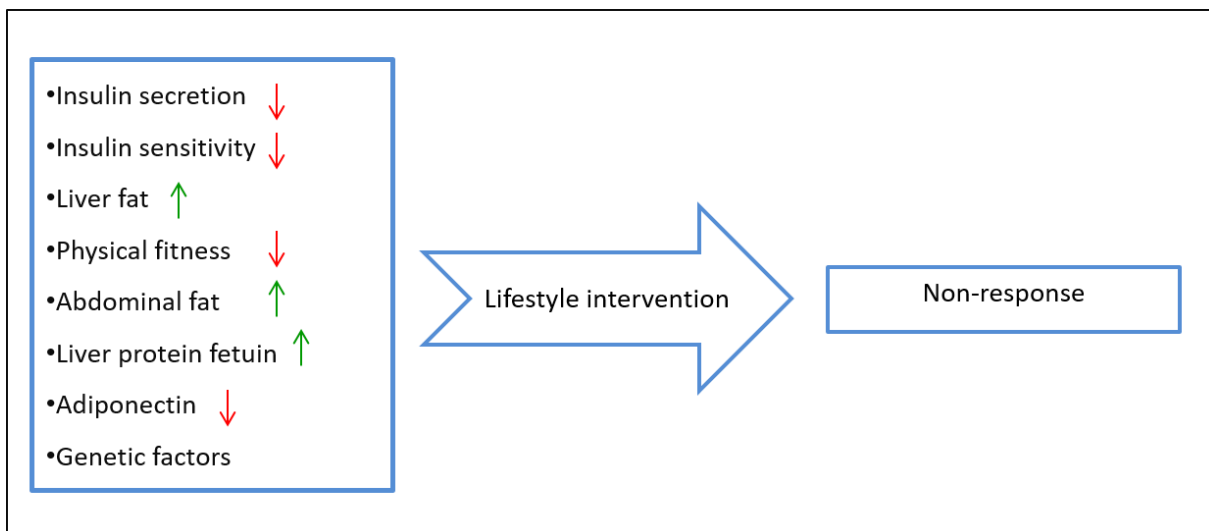 •Insulin secretion ↓
•Insulin sensitivity ↓
•Liver fat ↑
•Physical fitness ↓
•Abdominal fat ↑
•Liver protein fetuin ↑
•Adiponectin ↓
•Genetic factors
Lifestyle intervention
Non-response